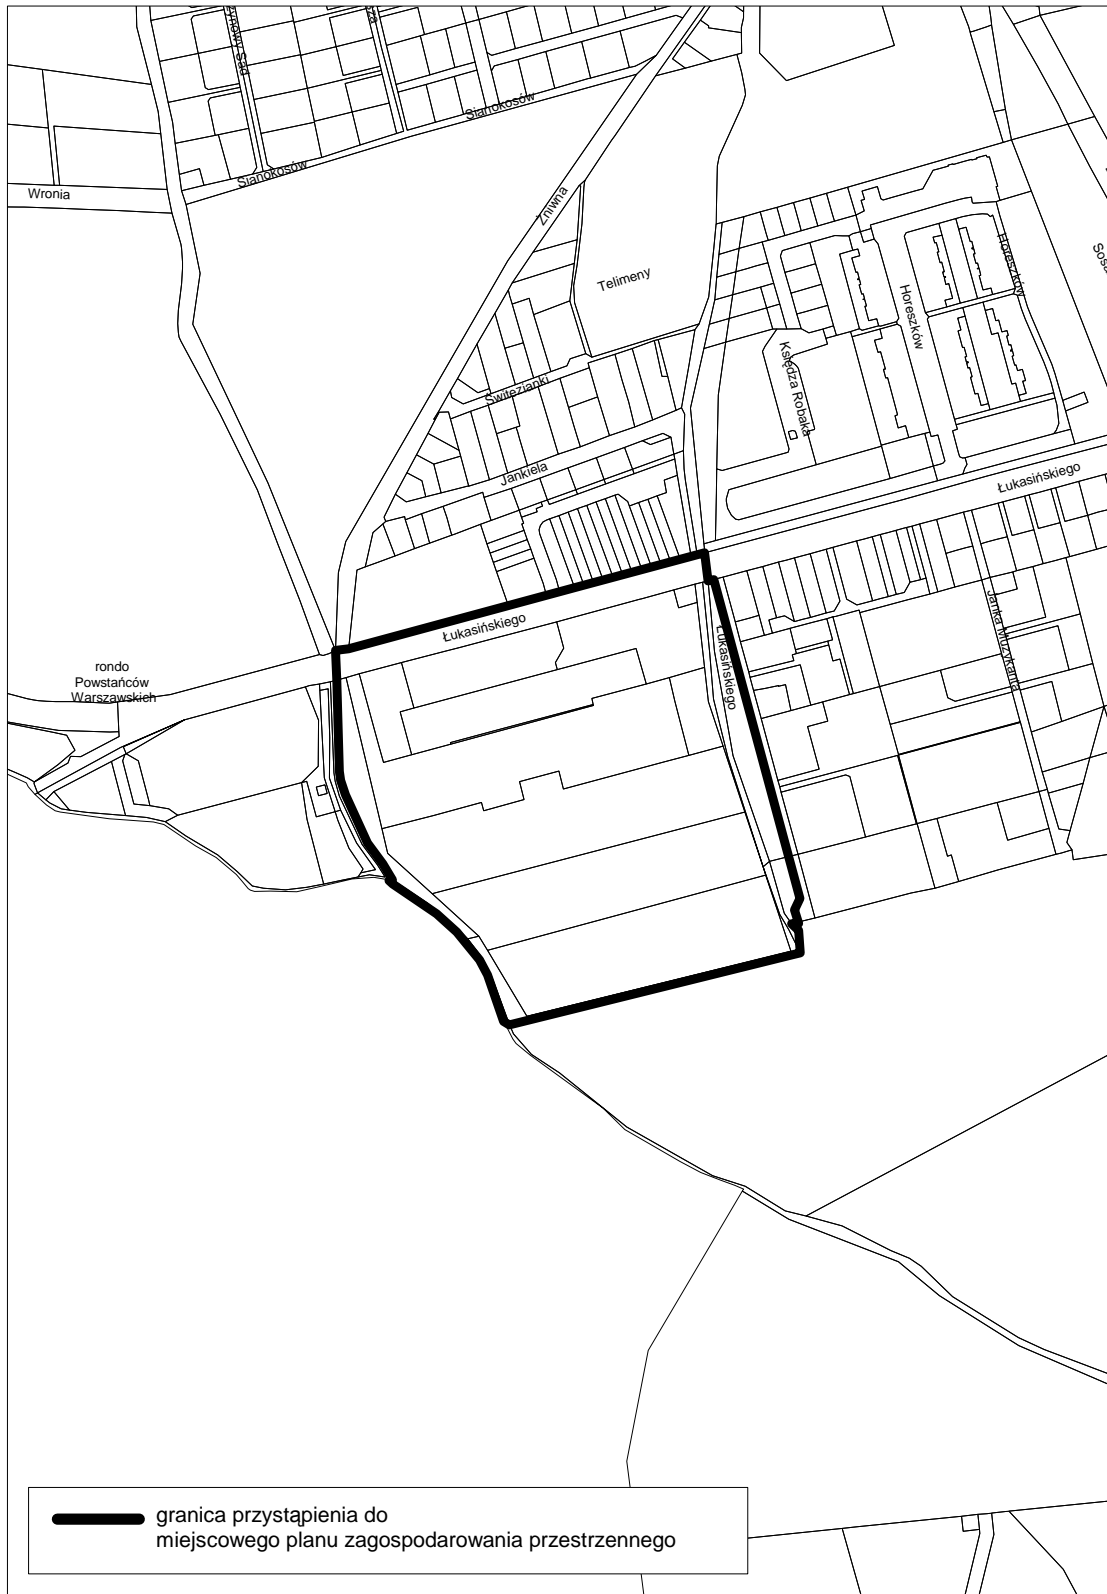 Sianokosów
Sianokosów
Wronia
Żniwna
Telimeny
Horeszków
Horeszków
Księdza Robaka
Świtezianki
Jankiela
Łukasińskiego
Łukasińskiego
Łukasińskiego
Janka Muzykanta
rondo
Powstańców
Warszawskich
granica przystąpienia do
miejscowego planu zagospodarowania przestrzennego